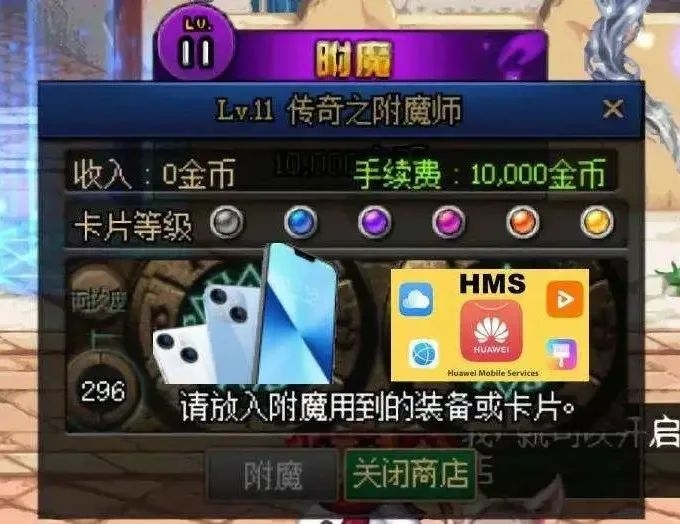 LV.
11
附魔
Lv.11 传奇之附魔师
收入：0金币 手续费：10,000金币
卡片等级
HMS
HUAWEI
Huawei Mobile Services
296
请放入附魔用到的装备或卡片。
启
店
附魔 关闭商店